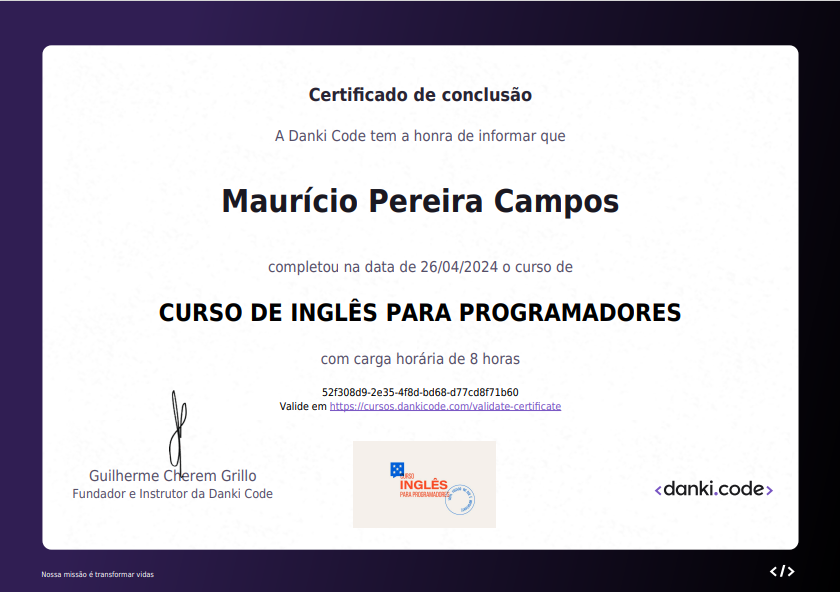 Certificado de conclusão
A Danki Code tem a honra de informar que
Maurício Pereira Campos
completou na data de 26/04/2024 o curso de
CURSO DE INGLÊS PARA PROGRAMADORES
com carga horária de 8 horas
52f308d9-2e35-4f8d-bd68-d77cd8f71b60
Valide em https://cursos.dankicode.com/validate-certificate
Guilherme Cherem Grillo
Fundador e Instrutor da Danki Code
CURSO
INGLÊS
PARA PROGRAMADORES
<danki.code>
Nossa missão é transformar vidas
</>